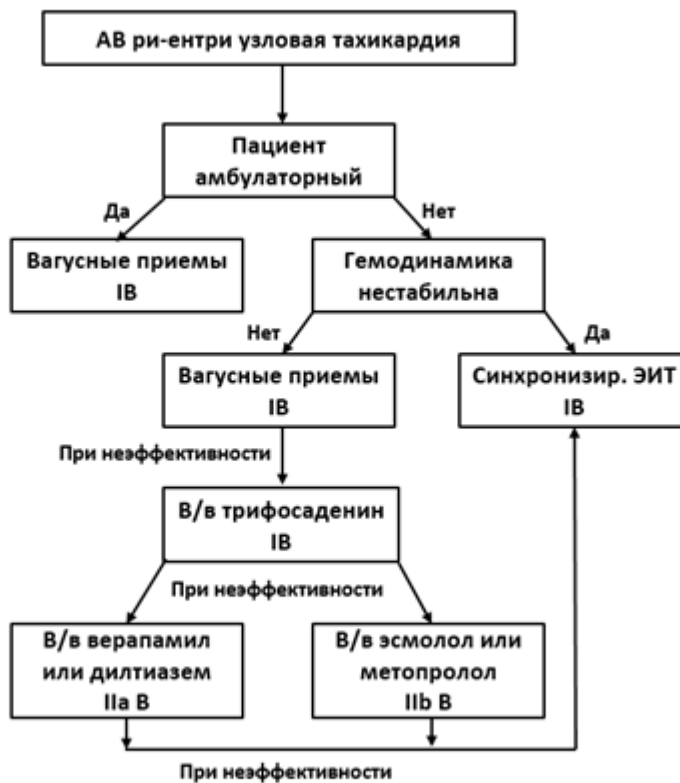 АВ ри-ентри узловая тахикардия
Пациент
амбулаторный
Да
Нет
Вагусные приемы
IB
Гемодинамика
нестабильна
Нет
Да
Вагусные приемы
IB
Синхронизир. ЭИТ
IB
При неэффективности
В/в трифосаденин
IB
При неэффективности
В/в верапамил
или дилтиазем
IIa B
В/в эсмолол или
метопролол
IIb B
При неэффективности